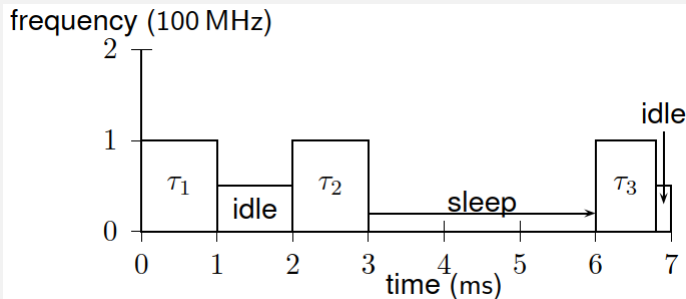 frequency (100 MHz)
2
idle
1
τ1 τ2 τ3
idle sleep
0
0 1 2 3 4 5 6 7
time (ms)